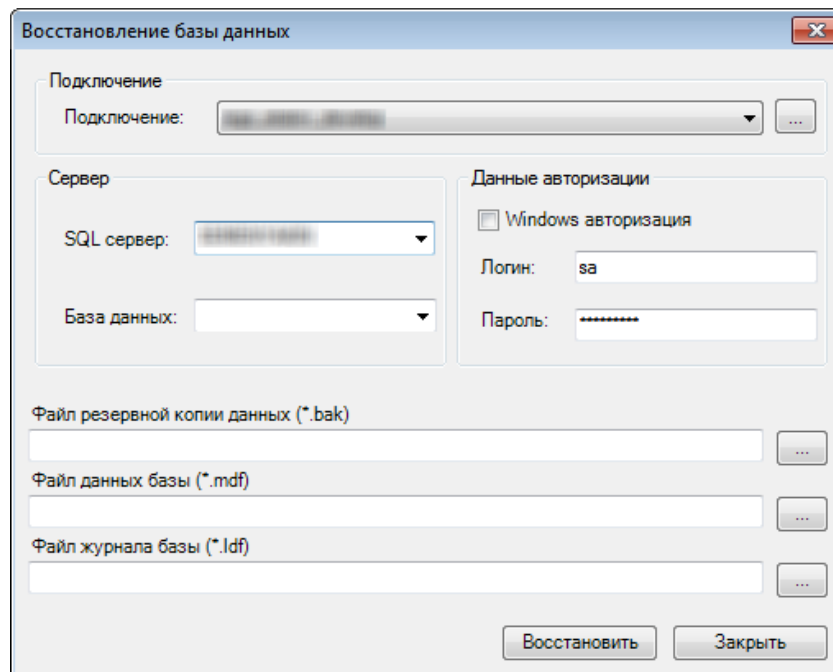 Восстановление базы данных
Подключение
Подключение:
...
Сервер
SQL сервер:
База данных:
Данные авторизации
Windows авторизация
Логин: sa
Пароль: *********
Файл резервной копии данных (*.bak)
...
Файл данных базы (*.mdf)
...
Файл журнала базы (*.ldf)
...
Восстановить Закрыть